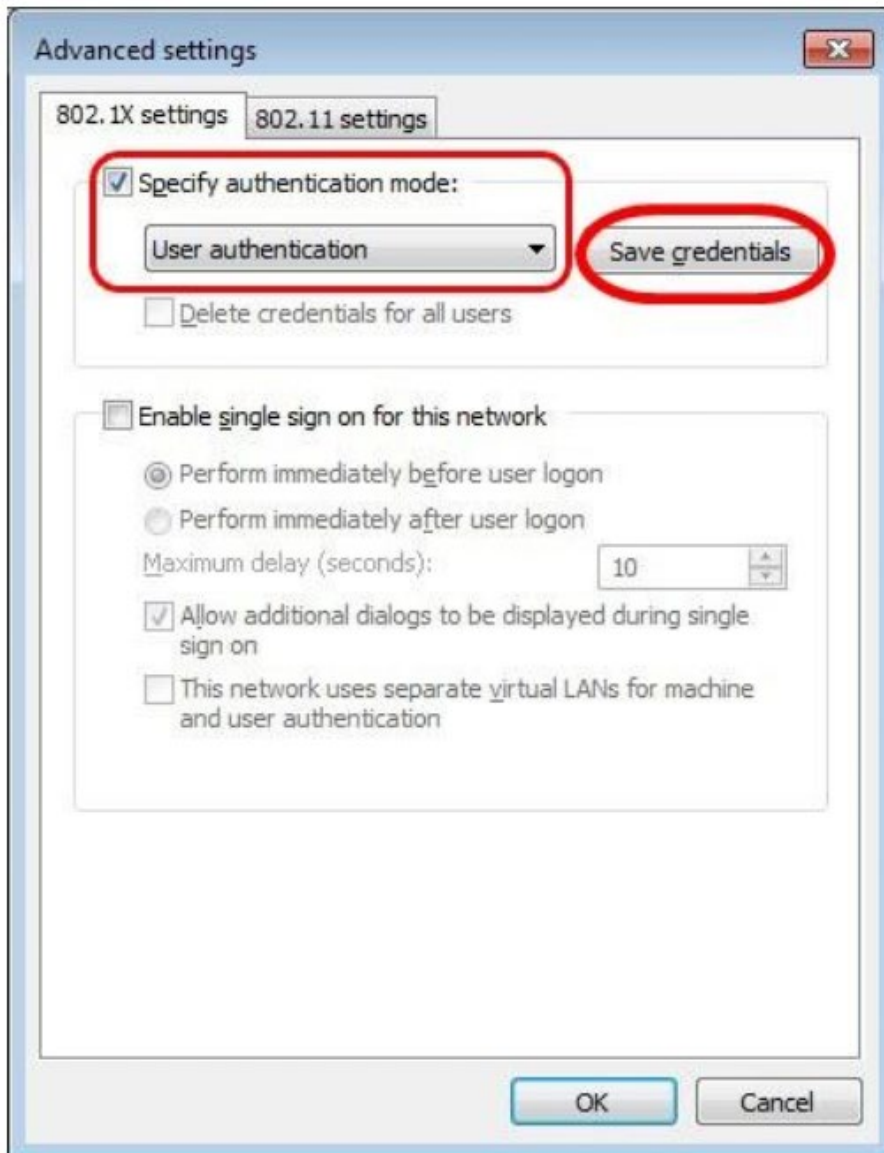 Advanced settings
802.1X settings
802.11 settings
Specify authentication mode:
User authentication
Save credentials
Delete credentials for all users
Enable single sign on for this network
Perform immediately before user logon
Perform immediately after user logon
Maximum delay (seconds):
10
Allow additional dialogs to be displayed during single
sign on
This network uses separate virtual LANs for machine
and user authentication
OK
Cancel